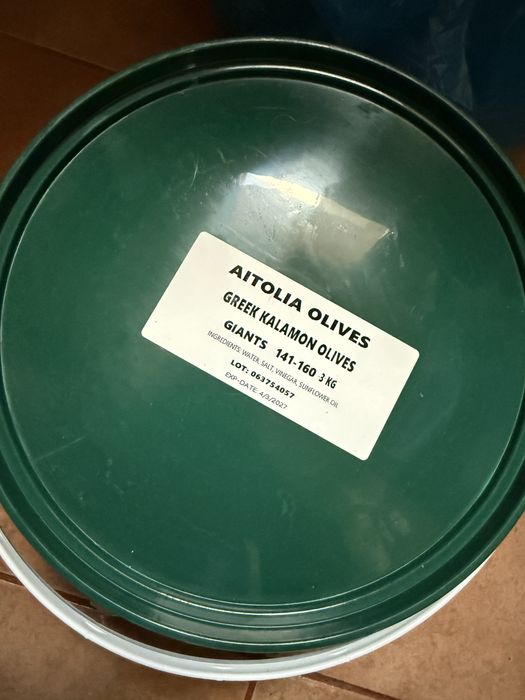 AITOLIA OLIVES
GREEK KALAMON OLIVES
GIANTS 141-160 3 KG
INGREDIENTS: WATER, SALT, VINEGAR, SUNFLOWER OIL
LOT: 063754057
EXP-DATE: 4/3/2027